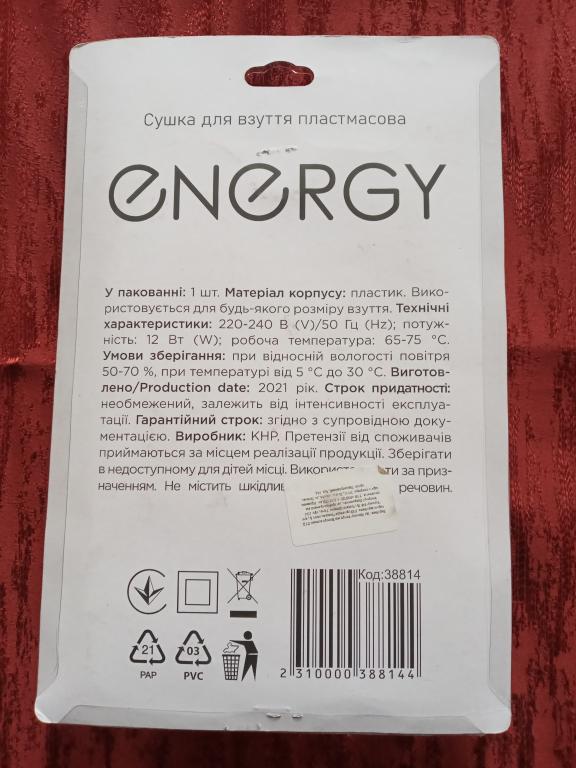 Сушка для взуття пластмасова
eNeRGY
У пакованні: 1 шт. Матеріал корпусу: пластик. Вико-
ристовується для будь-якого розміру взуття. Технічні
характеристики: 220-240 В (V)/50 Гц (Hz); потуж-
ність: 12 Вт (W); робоча температура: 65-75 °C.
Умови зберігання: при відносній вологості повітря
50-70 %, при температурі від 5 °C до 30 °C. Виготов-
лено/Production date: 2021 рік. Строк придатності:
необмежений, залежить від інтенсивності експлуа-
тації. Гарантійний строк: згідно з супровідною доку-
ментацією. Виробник: КНР. Претензії від споживачів
приймаються за місцем реалізації продукції. Зберігати
в недоступному для дітей місці. Використ ати за приз-
наченням. Не містить шкідлив речовин.
Код:38814
21
PAP
03
PVC
2 310000 388144